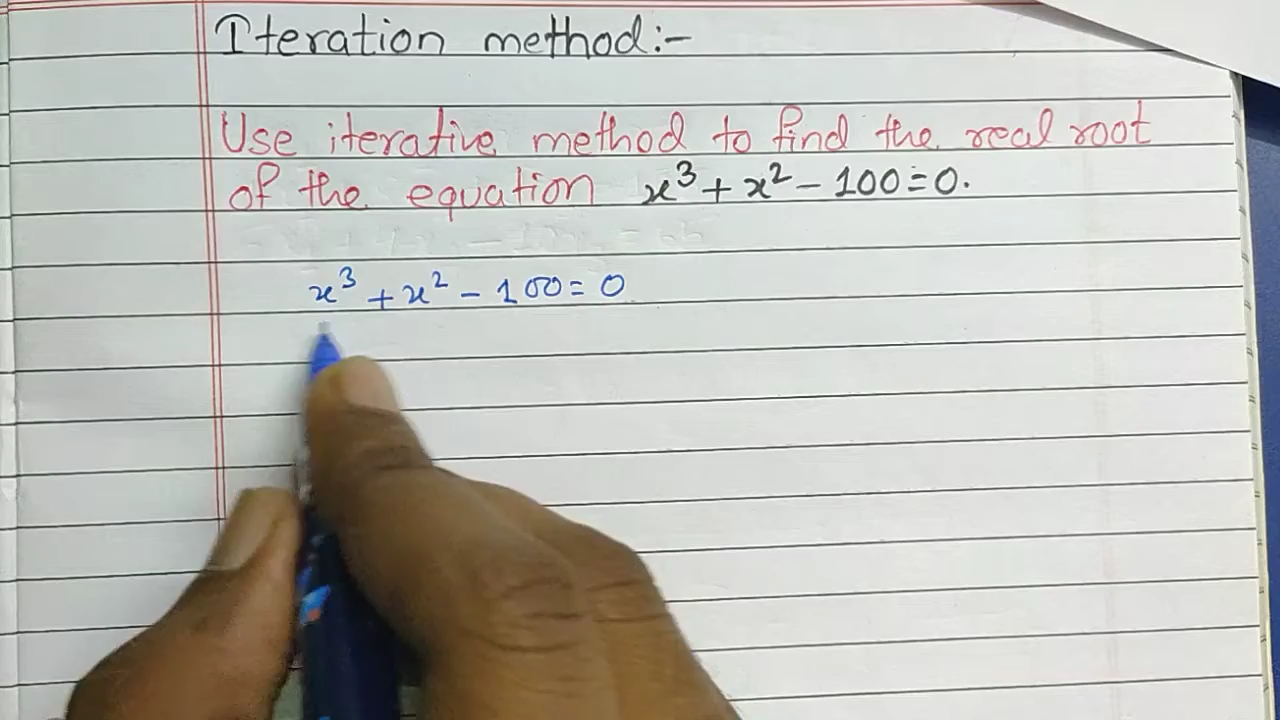 Iteration method:-
Use iterative method to find the real root
of the equation x³ + x² - 100 = 0.
x³ + x² - 100 = 0